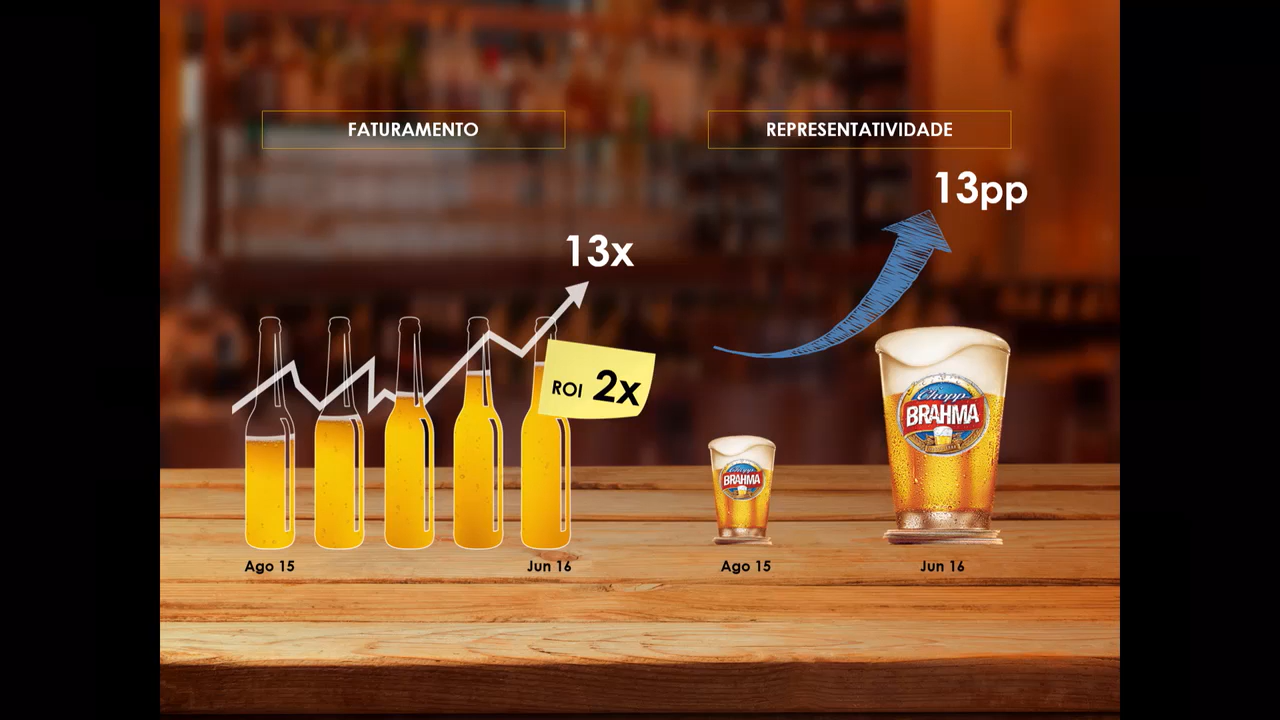 FATURAMENTO
REPRESENTATIVIDADE
13pp
13x
ROI 2x
Chopp
BRAHMA
Chopp
BRAHMA
Ago 15
Jun 16
Ago 15
Jun 16